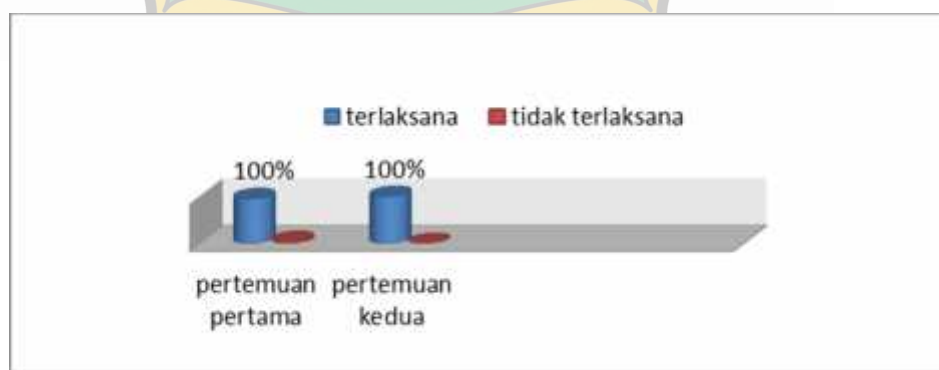 terlaksana tidak terlaksana
100% 100%
pertemuan pertemuan
pertama kedua